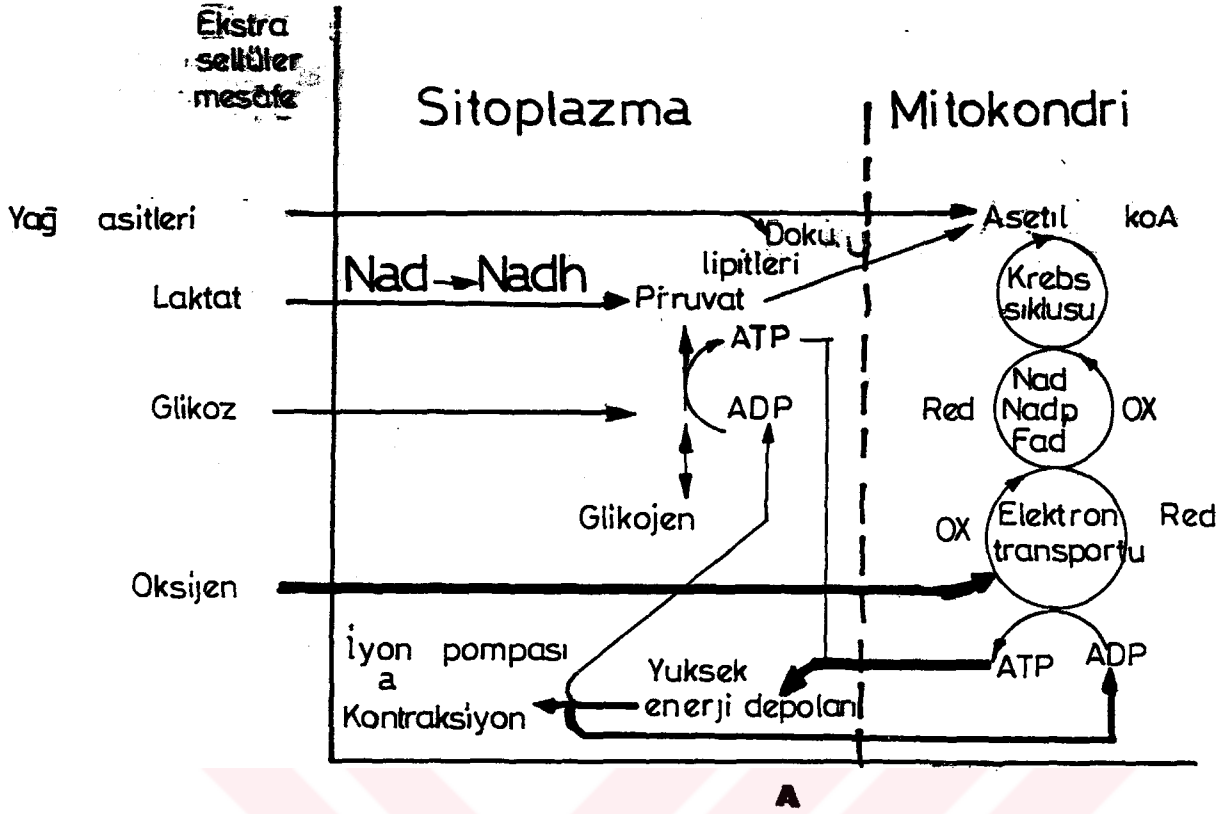 Ekstra
sellüler
mesafe
Sitoplazma
Mitokondri
Yağ asitleri
Asetil koA
Doku
lipitleri
Nad → Nadh
Laktat
Piruvat
Krebs
siklusu
ATP
Glikoz
ADP
Red
Nad
Nadp
Fad
OX
Glikojen
OX
Elektron
transportu
Red
Oksijen
İyon pompası
a
Kontraksiyon
Yuksek
enerji depoları
ATP
ADP
A